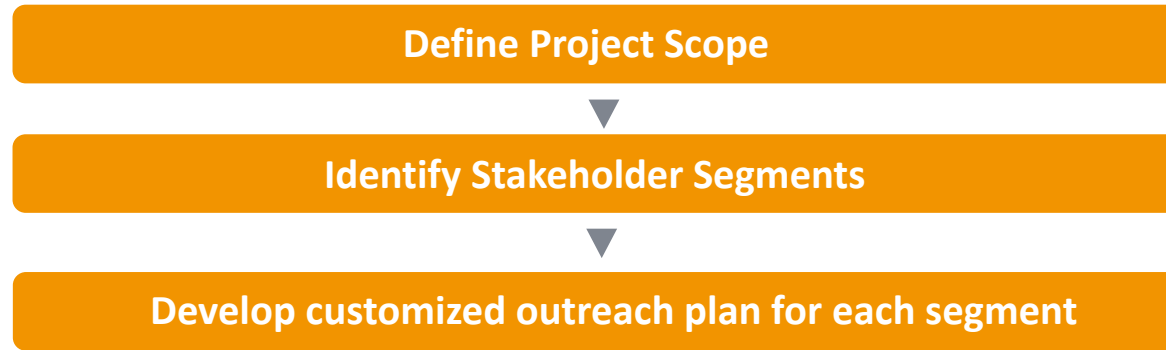 Define Project Scope
Identify Stakeholder Segments
Develop customized outreach plan for each segment